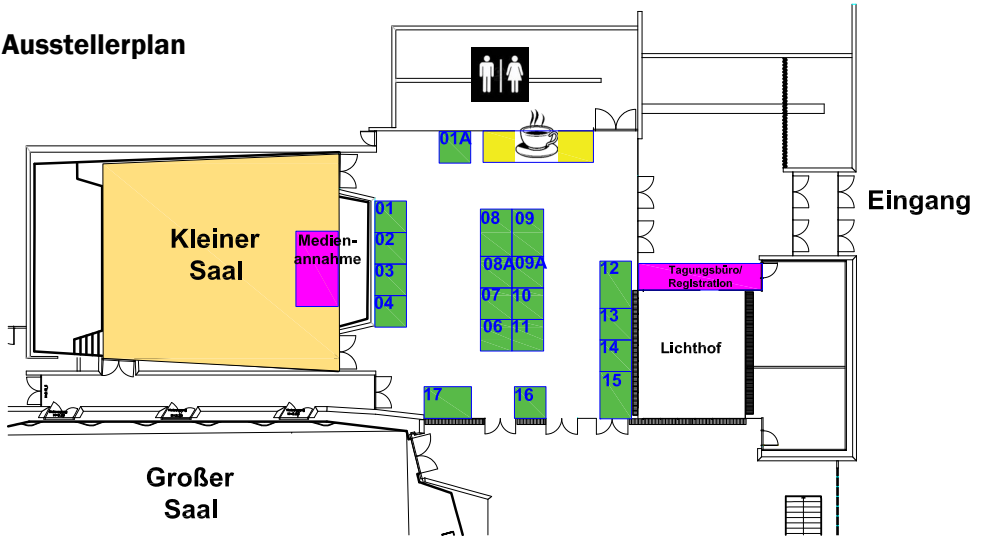 Ausstellerplan
01A
Eingang
Kleiner
Saal
Medien-
annahme
01
02
03
04
08
09
08A
09A
07
10
06
11
12
13
14
15
Tagungsbüro/
Registration
Lichthof
17
16
Großer
Saal